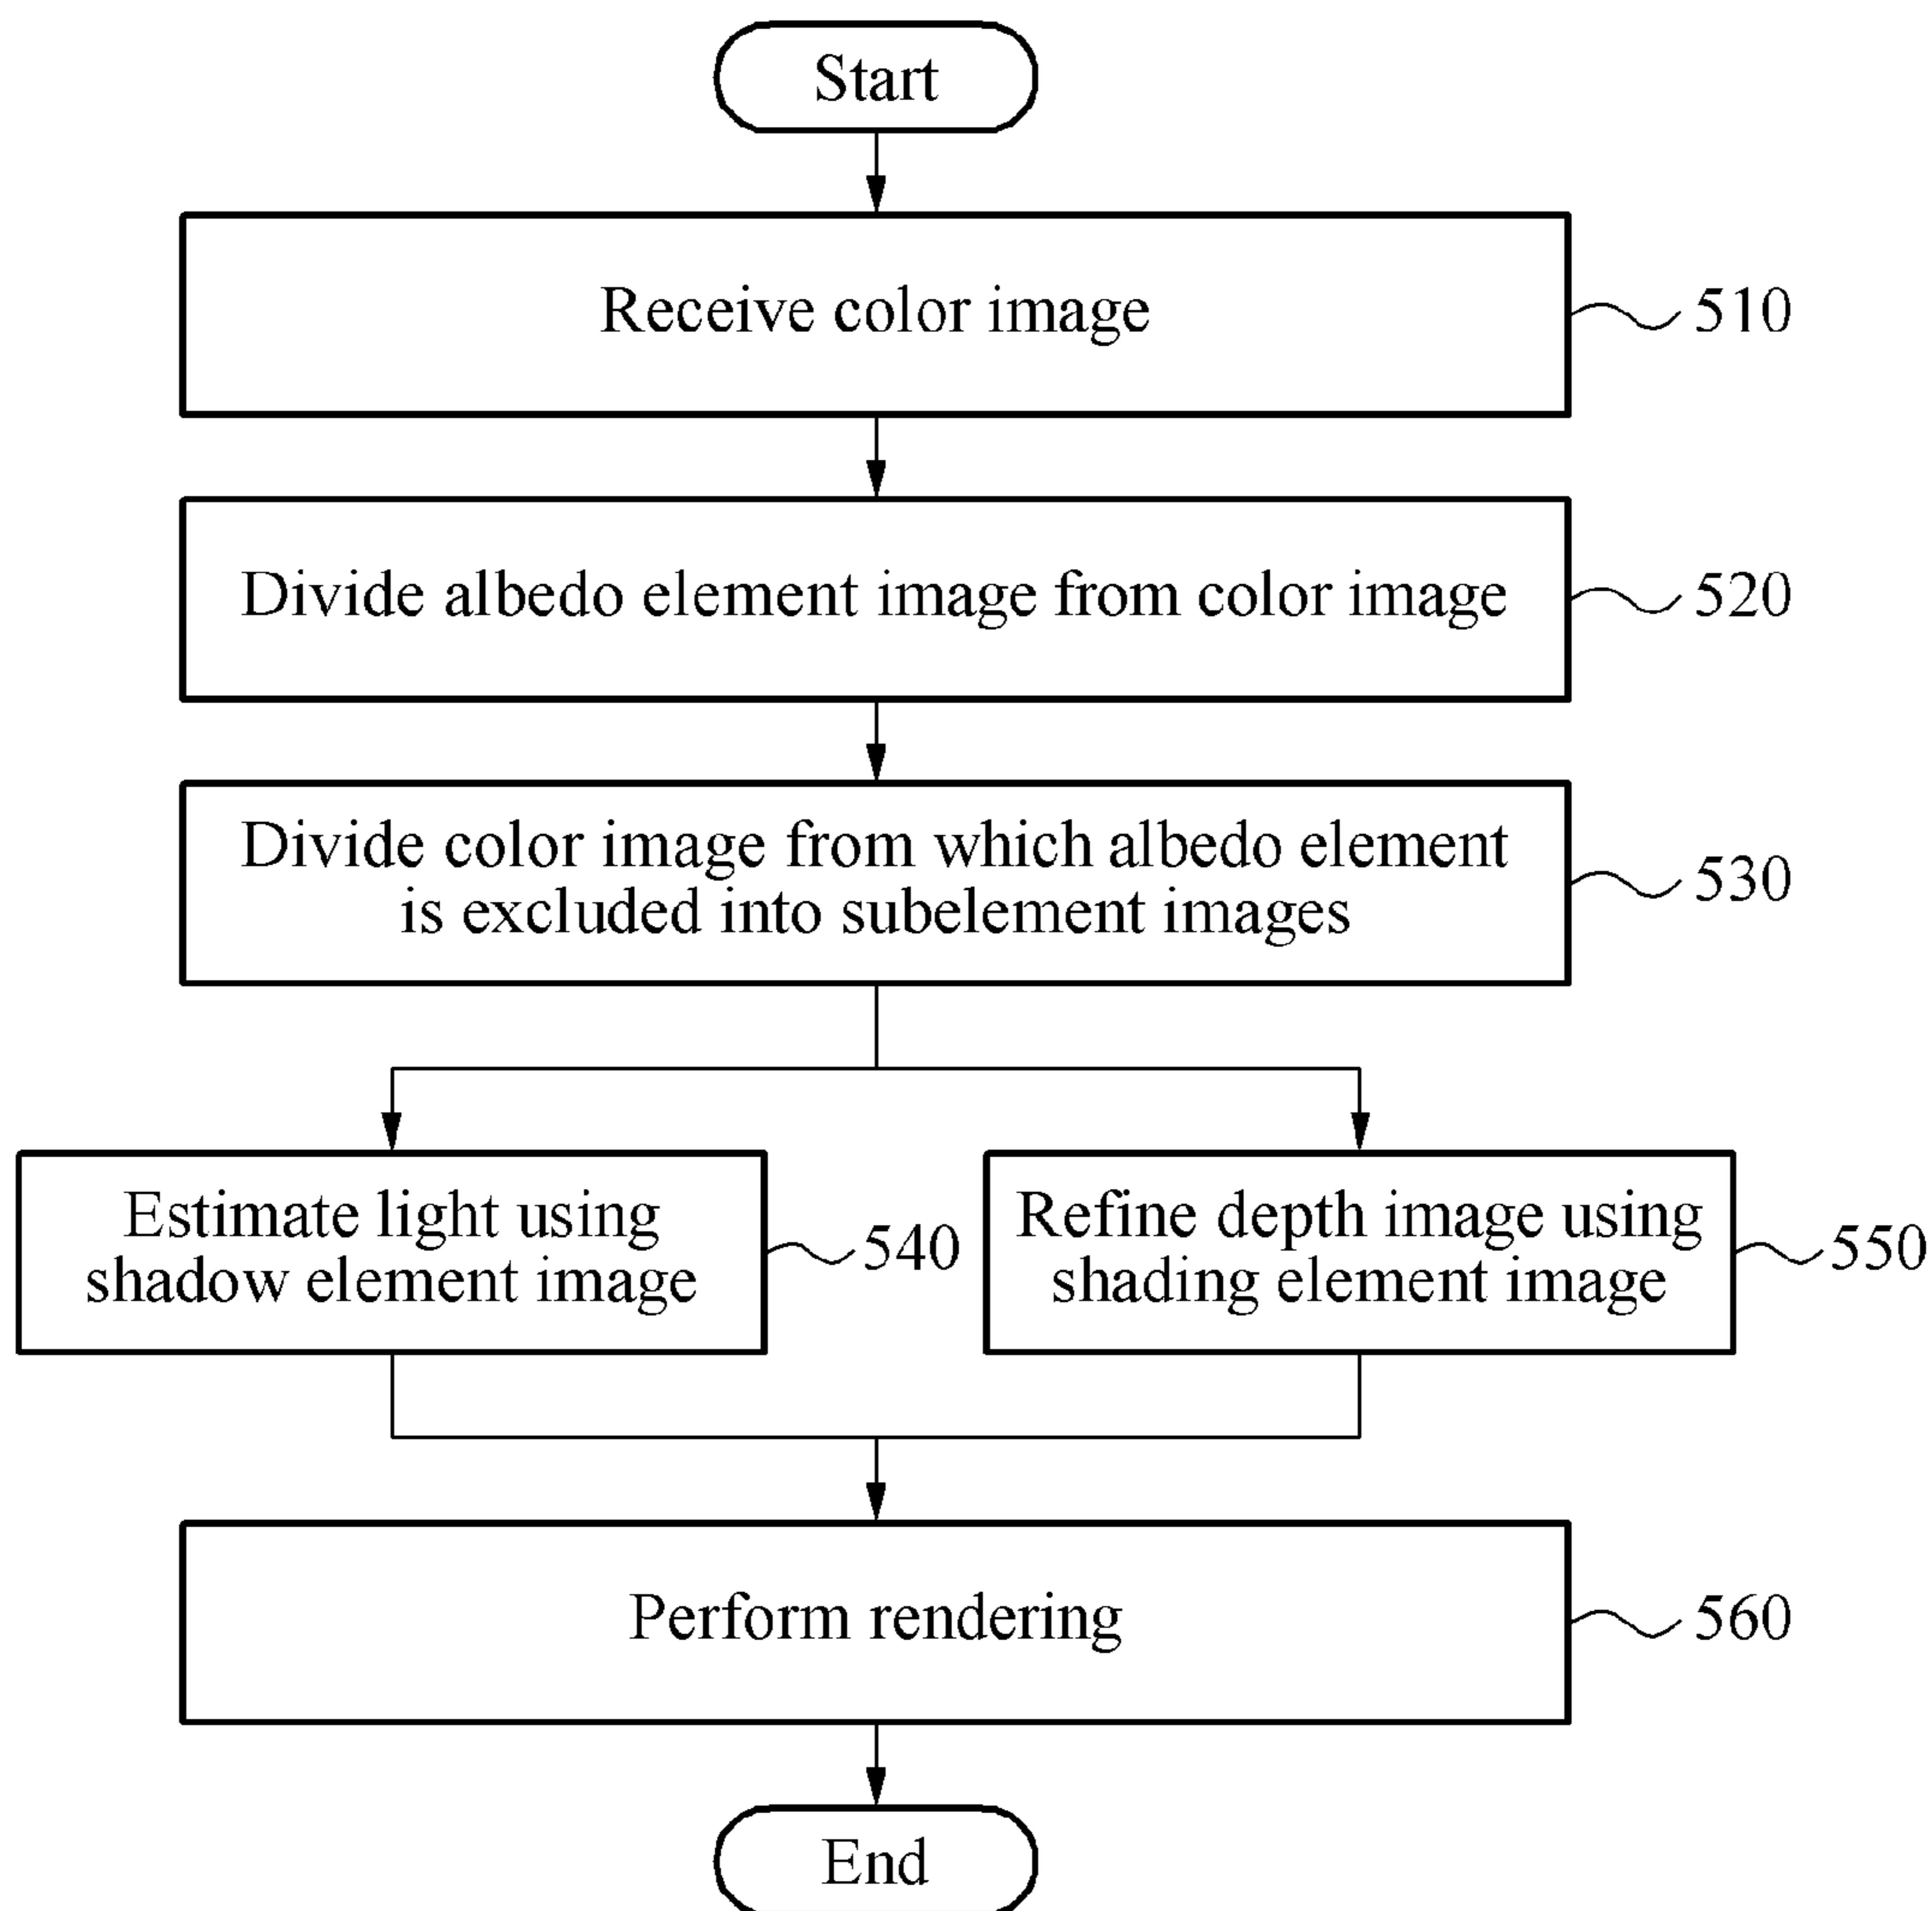 Start
Receive color image
510
Divide albedo element image from color image
520
Divide color image from which albedo element
is excluded into subelement images
530
Estimate light using
shadow element image
540
Refine depth image using
shading element image
550
Perform rendering
560
End